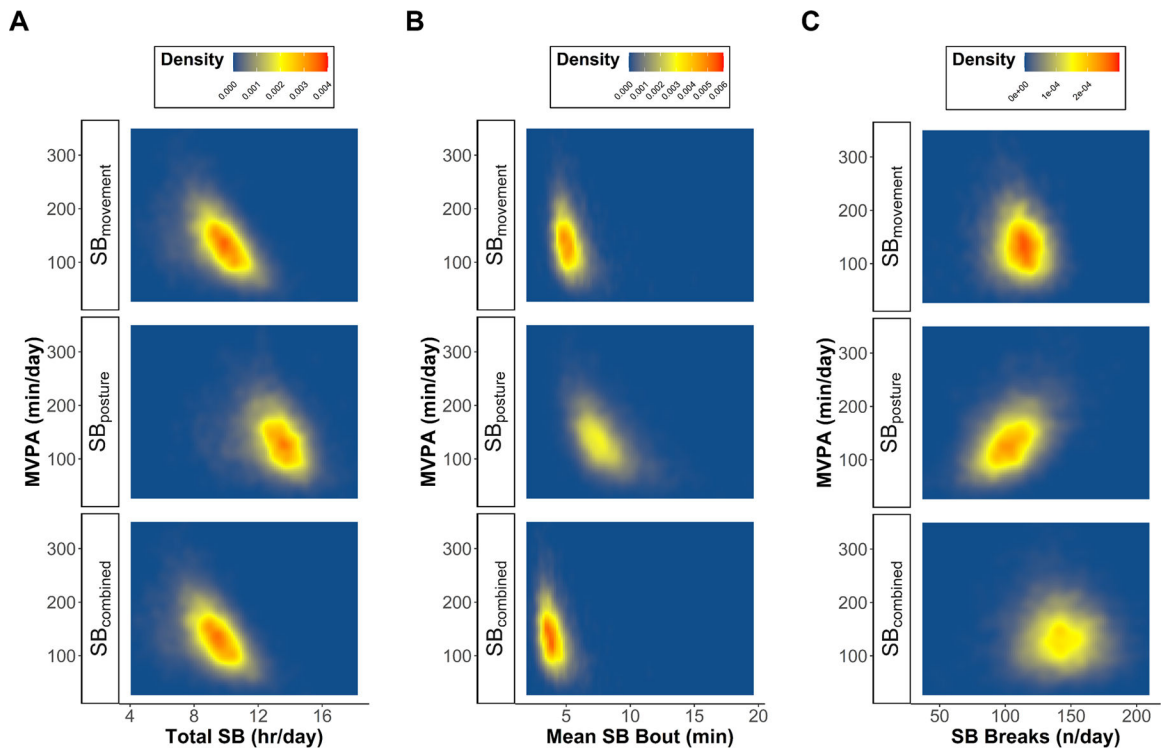 A
B
C
Density
0.000
0.001
0.002
0.003
0.004
Density
0.000
0.001
0.002
0.003
0.004
0.005
0.006
Density
0e+00
1e-04
2e-04
MVPA (min/day)
SBmovement
300
200
100
SBposture
300
200
100
SBcombined
300
200
100
4
8
12
16
Total SB (hr/day)
MVPA (min/day)
SBmovement
300
200
100
SBposture
300
200
100
SBcombined
300
200
100
5
10
15
20
Mean SB Bout (min)
MVPA (min/day)
SBmovement
300
200
100
SBposture
300
200
100
SBcombined
300
200
100
50
100
150
200
SB Breaks (n/day)